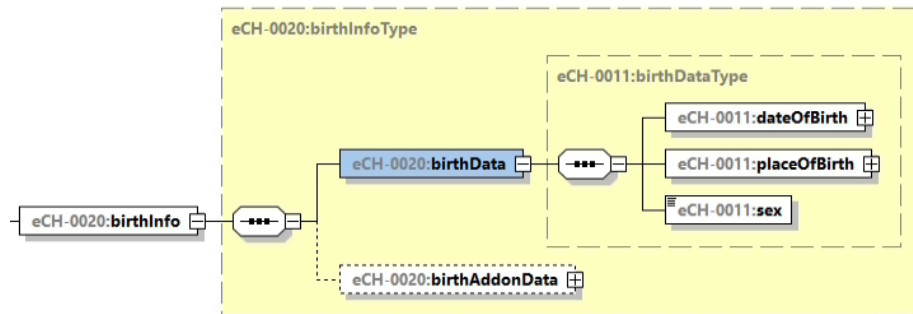 eCH-0020:birthInfoType
eCH-0011:birthDataType
eCH-0011:dateOfBirth
eCH-0020:birthData
eCH-0011:placeOfBirth
eCH-0011:sex
eCH-0020:birthInfo
eCH-0020:birthAddonData